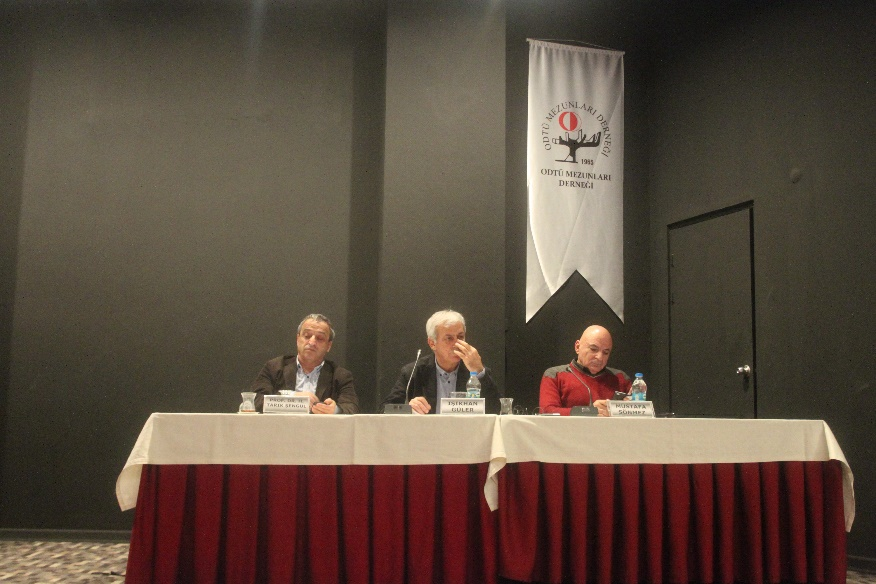 ODTÜ MEZUNLARI DERNEĞİ
1965
ODTÜ MEZUNLARI
DERNEĞİ
PROF. DR. H.
TARIK ŞENGÜL
IŞIKHAN
GÜLER
MUSTAFA
SÖNMEZ